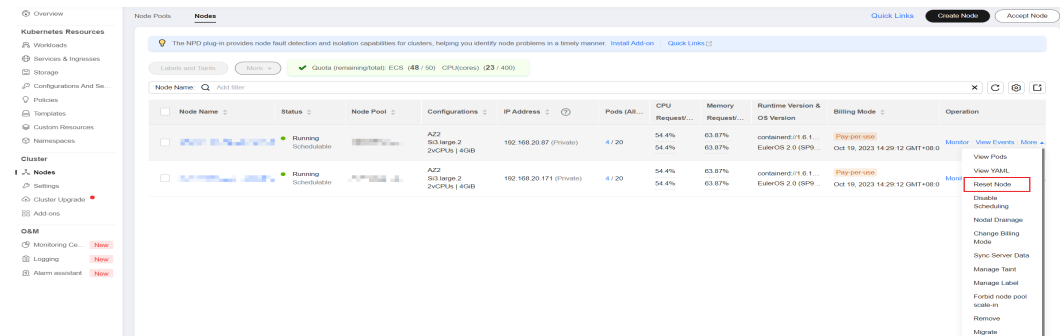 Overview
Kubernetes Resources
Workloads
Services & Ingresses
Storage
Configurations And Se...
Policies
Templates
Custom Resources
Namespaces
Cluster
Nodes
Settings
Cluster Upgrade
Add-ons
O&M
Monitoring Ce... New
Logging New
Alarm assistant New
Node Pools Nodes
Quick Links Create Node Accept Node
The NPD plug-in provides node fault detection and isolation capabilities for clusters, helping you identify node problems in a timely manner. Install Add-on Quick Links
Labels and Taints More Quota (remaining/total): ECS (48 / 50) CPU(cores) (23 / 400)
Node Name: Add filter
Node Name Status Node Pool Configurations IP Address Pods (All... CPU Request/... Memory Request/... Runtime Version & OS Version Billing Mode Operation
Running
Schedulable
AZ2
Si3.large.2
2vCPUs | 4GiB
192.168.20.87 (Private)
4 / 20
54.4%
54.4%
63.87%
63.87%
containerd://1.6.1...
EulerOS 2.0 (SP9...
Pay-per-use
Oct 19, 2023 14:29:12 GMT+08:0
Monitor View Events More
Running
Schedulable
AZ2
Si3.large.2
2vCPUs | 4GiB
192.168.20.171 (Private)
4 / 20
54.4%
54.4%
63.87%
63.87%
containerd://1.6.1...
EulerOS 2.0 (SP9...
Pay-per-use
Oct 19, 2023 14:29:12 GMT+08:0
View Pods
View YAML
Reset Node
Disable
Scheduling
Nodal Drainage
Change Billing
Mode
Sync Server Data
Manage Taint
Manage Label
Forbid node pool
scale-in
Remove
Migrate